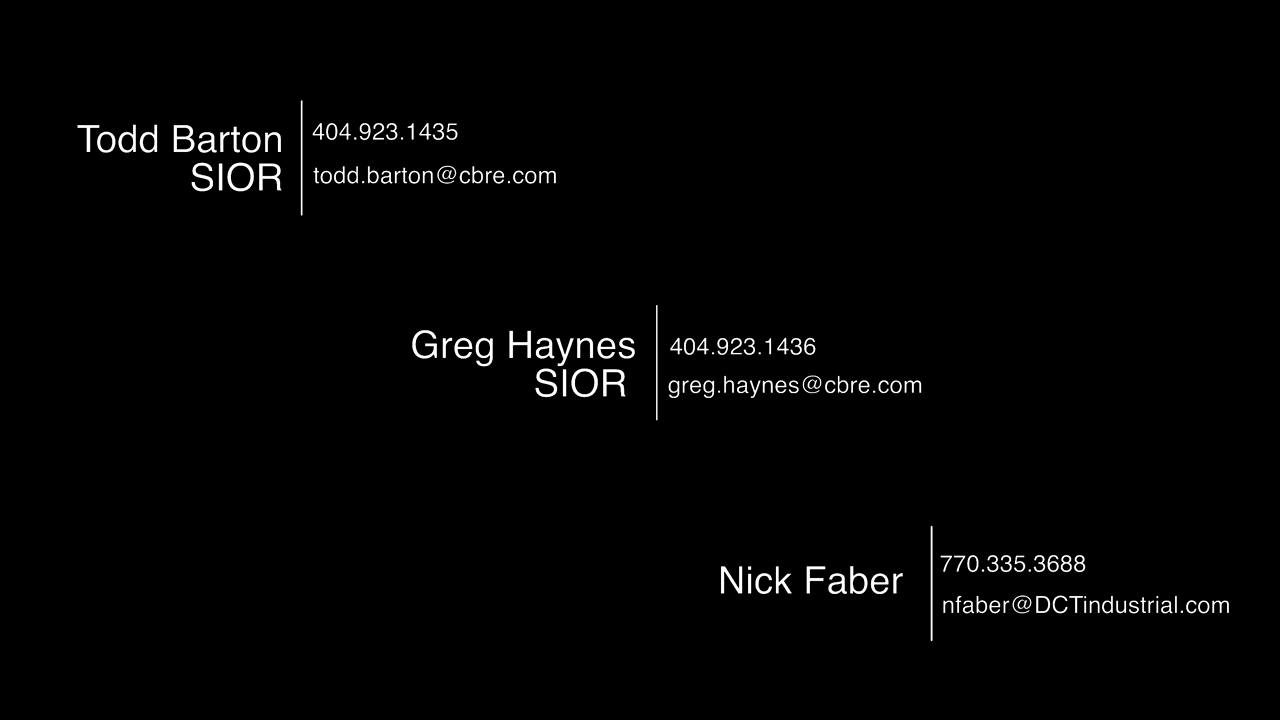 Todd Barton
SIOR
404.923.1435
todd.barton@cbre.com
Greg Haynes
SIOR
404.923.1436
greg.haynes@cbre.com
Nick Faber
770.335.3688
nfaber@DCTindustrial.com